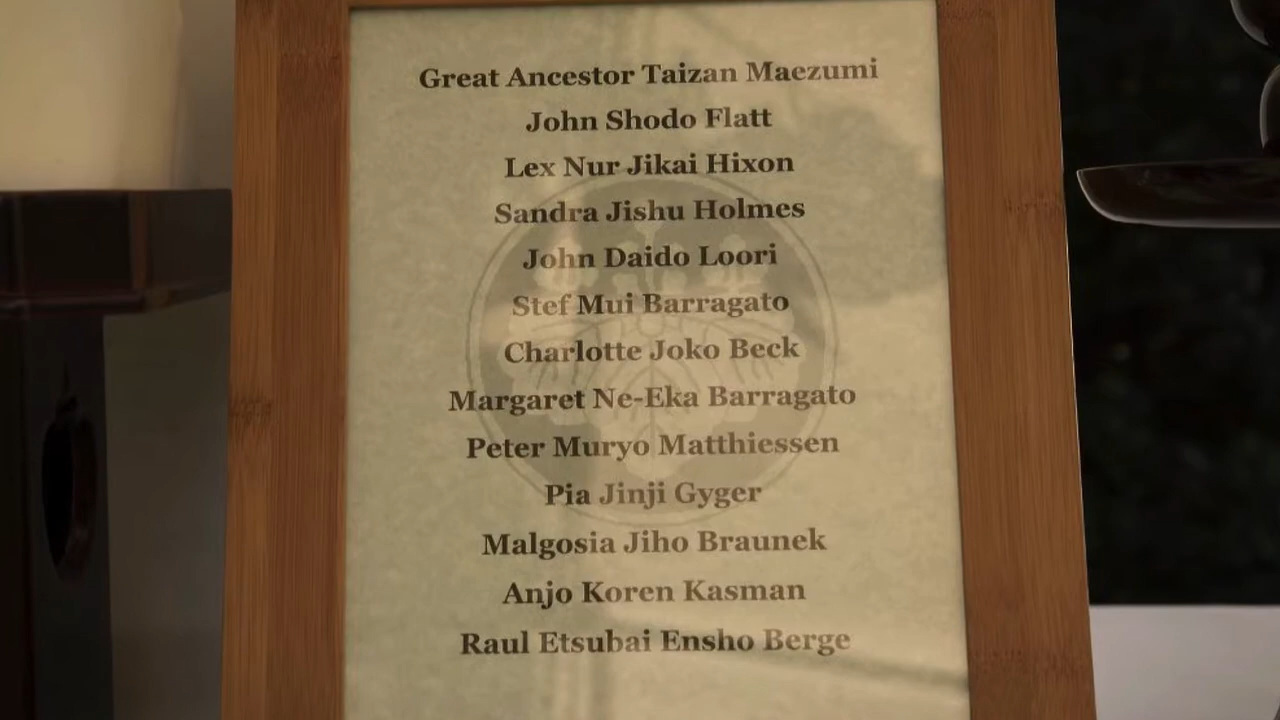 Great Ancestor Taizan Maezumi
John Shodo Flatt
Lex Nur Jikai Hixon
Sandra Jishu Holmes
John Daido Loori
Stef Mui Barragato
Charlotte Joko Beck
Margaret Ne-Eka Barragato
Peter Muryo Matthiessen
Pia Jinji Gyger
Malgosia Jiho Braunek
Anjo Koren Kasman
Raul Etsubai Ensho Berge